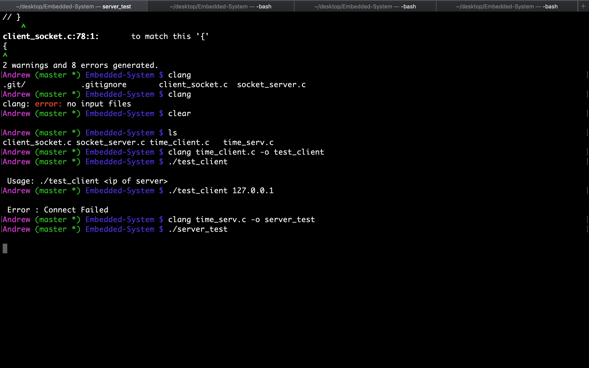 ~/desktop/Embedded-System — server_test ~/desktop/Embedded-System — -bash ~/desktop/Embedded-System — -bash ~/desktop/Embedded-System — -bash +
// }
^
client_socket.c:78:1: to match this '{'
{
^
2 warnings and 8 errors generated.
Andrew (master *) Embedded-System $ clang
.git/ .gitignore client_socket.c socket_server.c
Andrew (master *) Embedded-System $ clang
clang: error: no input files
Andrew (master *) Embedded-System $ clear
Andrew (master *) Embedded-System $ ls
client_socket.c socket_server.c time_client.c time_serv.c
Andrew (master *) Embedded-System $ clang time_client.c -o test_client
Andrew (master *) Embedded-System $ ./test_client
Usage: ./test_client <ip of server>
Andrew (master *) Embedded-System $ ./test_client 127.0.0.1
Error : Connect Failed
Andrew (master *) Embedded-System $ clang time_serv.c -o server_test
Andrew (master *) Embedded-System $ ./server_test